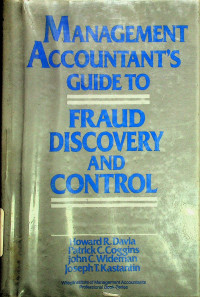 MANAGEMENT
ACCOUNTANT'S
GUIDE TO
FRAUD
DISCOVERY
AND
CONTROL
Howard R. Davia
Patrick C. Coggins
John C. Wideman
Joseph T. Kastantin